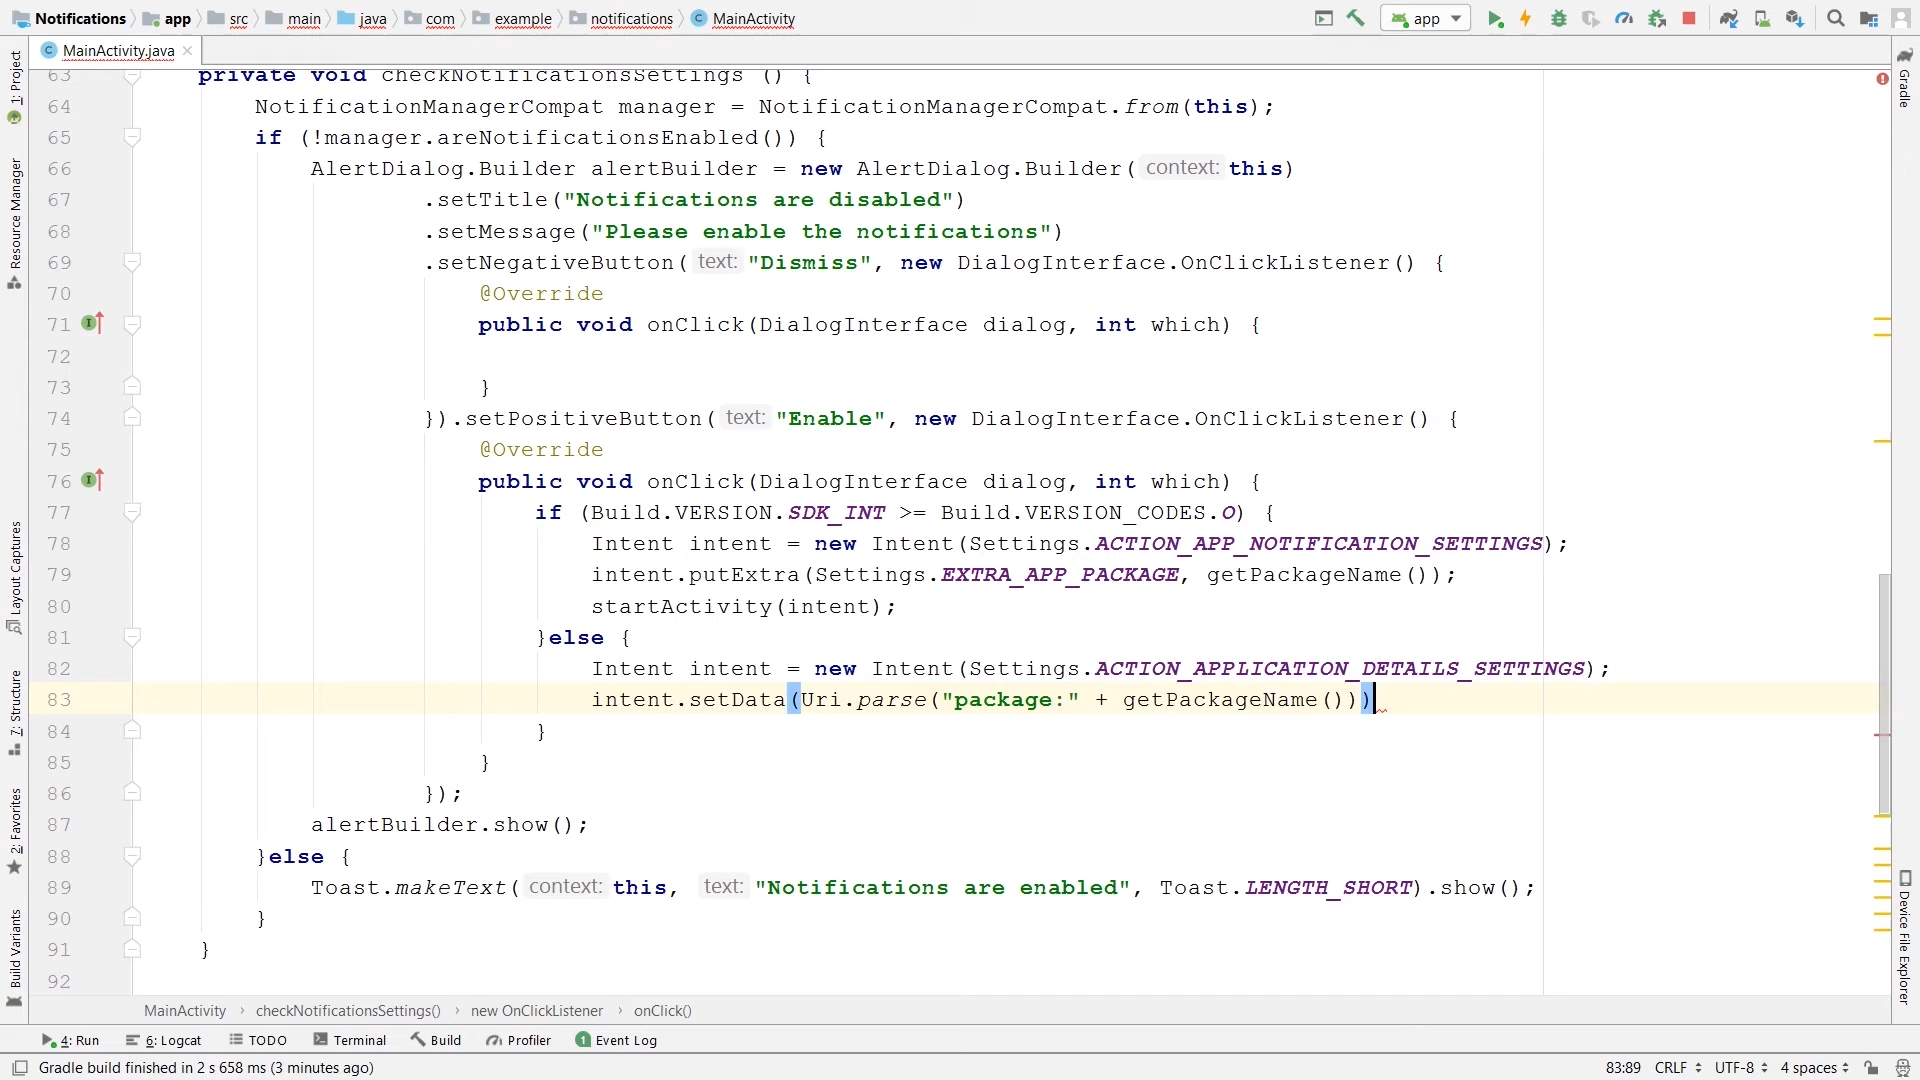 Notifications app src main java com example notifications MainActivity app
MainActivity.java
1: Project
Resource Manager
Layout Captures
7: Structure
2: Favorites
Build Variants
63 private void checkNotificationsSettings () {
64 NotificationManagerCompat manager = NotificationManagerCompat.from(this);
65 if (!manager.areNotificationsEnabled()) {
66 AlertDialog.Builder alertBuilder = new AlertDialog.Builder( context: this)
67 .setTitle("Notifications are disabled")
68 .setMessage("Please enable the notifications")
69 .setNegativeButton( text: "Dismiss", new DialogInterface.OnClickListener() {
70 @Override
71 public void onClick(DialogInterface dialog, int which) {
72
73 }
74 }).setPositiveButton( text: "Enable", new DialogInterface.OnClickListener() {
75 @Override
76 public void onClick(DialogInterface dialog, int which) {
77 if (Build.VERSION.SDK_INT >= Build.VERSION_CODES.O) {
78 Intent intent = new Intent(Settings.ACTION_APP_NOTIFICATION_SETTINGS);
79 intent.putExtra(Settings.EXTRA_APP_PACKAGE, getPackageName());
80 startActivity(intent);
81 }else {
82 Intent intent = new Intent(Settings.ACTION_APPLICATION_DETAILS_SETTINGS);
83 intent.setData(Uri.parse("package:" + getPackageName()))
84 }
85 }
86 });
87 alertBuilder.show();
88 }else {
89 Toast.makeText( context: this, text: "Notifications are enabled", Toast.LENGTH_SHORT).show();
90 }
91 }
92
Gradle
Device File Explorer
MainActivity › checkNotificationsSettings() › new OnClickListener › onClick()
4: Run 6: Logcat TODO Terminal Build Profiler 1 Event Log
Gradle build finished in 2 s 658 ms (3 minutes ago) 83:89 CRLF UTF-8 4 spaces